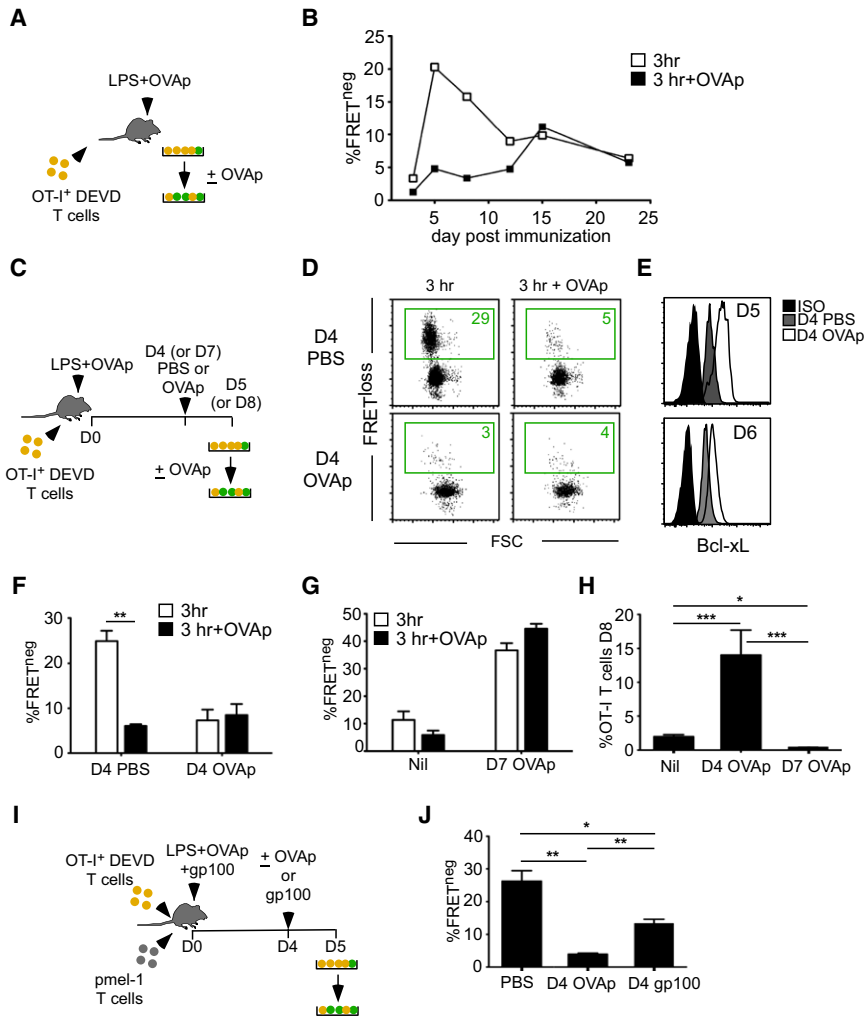 A
LPS+OVAp
± OVAp
OT-I+ DEVD
T cells
B
%FRETneg
25
20
15
10
5
0
5
10
15
20
25
day post immunization
3hr
3 hr+OVAp
C
LPS+OVAp
D4 (or D7)
PBS or
OVAp
D5
(or D8)
D0
± OVAp
OT-I+ DEVD
T cells
D
3 hr
3 hr + OVAp
D4
PBS
29
5
FRETloss
D4
OVAp
3
4
FSC
E
D5
D6
Bcl-xL
ISO
D4 PBS
D4 OVAp
F
%FRETneg
30
20
10
0
**
3hr
3 hr+OVAp
D4 PBS
D4 OVAp
G
%FRETneg
50
40
30
20
10
0
3hr
3 hr+OVAp
Nil
D7 OVAp
H
%OT-I T cells D8
20
15
10
5
0
*
***
***
Nil
D4 OVAp
D7 OVAp
I
OT-I+ DEVD
T cells
LPS+OVAp
+gp100
± OVAp
or
gp100
D0
D4
D5
pmel-1
T cells
J
%FRETneg
40
30
20
10
0
*
**
**
PBS
D4 OVAp
D4 gp100